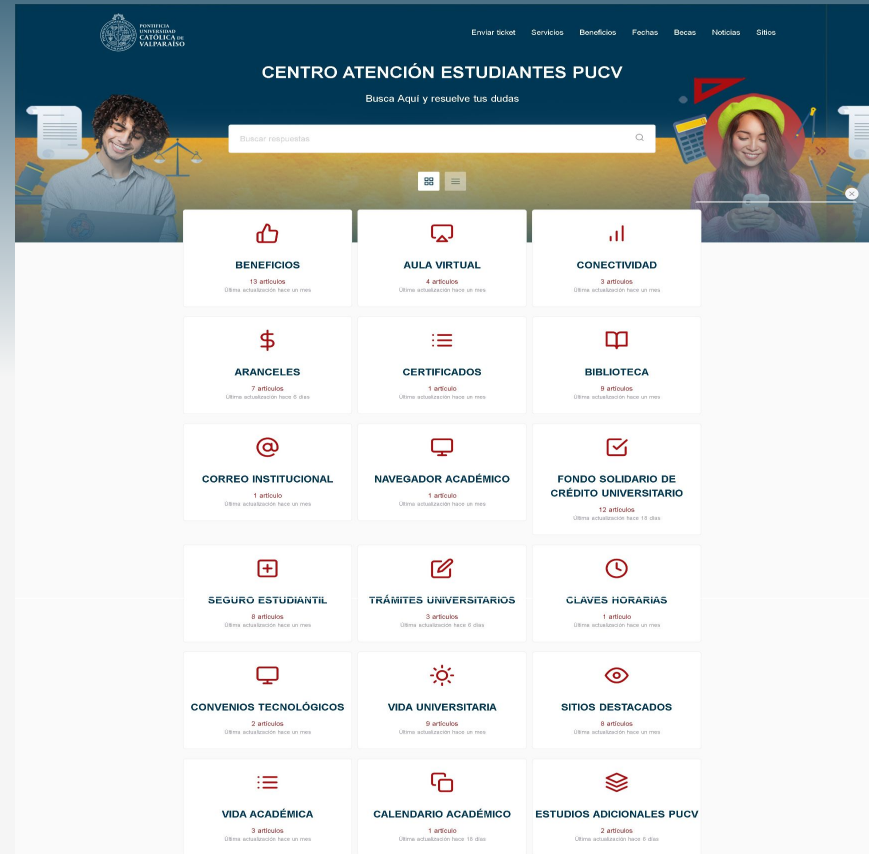 PONTIFICIA
UNIVERSIDAD
CATÓLICA DE
VALPARAÍSO
Enviar ticket Servicios Beneficios Fechas Becas Noticias Sitios
CENTRO ATENCIÓN ESTUDIANTES PUCV
Busca Aquí y resuelve tus dudas
Buscar respuestas
BENEFICIOS
13 artículos
Última actualización hace un mes
AULA VIRTUAL
4 artículos
Última actualización hace un mes
CONECTIVIDAD
3 artículos
Última actualización hace un mes
ARANCELES
7 artículos
Última actualización hace 6 días
CERTIFICADOS
1 artículo
Última actualización hace un mes
BIBLIOTECA
9 artículos
Última actualización hace un mes
CORREO INSTITUCIONAL
1 artículo
Última actualización hace un mes
NAVEGADOR ACADÉMICO
1 artículo
Última actualización hace un mes
FONDO SOLIDARIO DE
CRÉDITO UNIVERSITARIO
12 artículos
Última actualización hace 18 días
SEGURO ESTUDIANTIL
8 artículos
Última actualización hace un mes
TRÁMITES UNIVERSITARIOS
3 artículos
Última actualización hace 6 días
CLAVES HORARIAS
1 artículo
Última actualización hace un mes
CONVENIOS TECNOLÓGICOS
2 artículos
Última actualización hace un mes
VIDA UNIVERSITARIA
9 artículos
Última actualización hace un mes
SITIOS DESTACADOS
8 artículos
Última actualización hace un mes
VIDA ACADÉMICA
3 artículos
Última actualización hace un mes
CALENDARIO ACADÉMICO
1 artículo
Última actualización hace 18 días
ESTUDIOS ADICIONALES PUCV
2 artículos
Última actualización hace 8 días